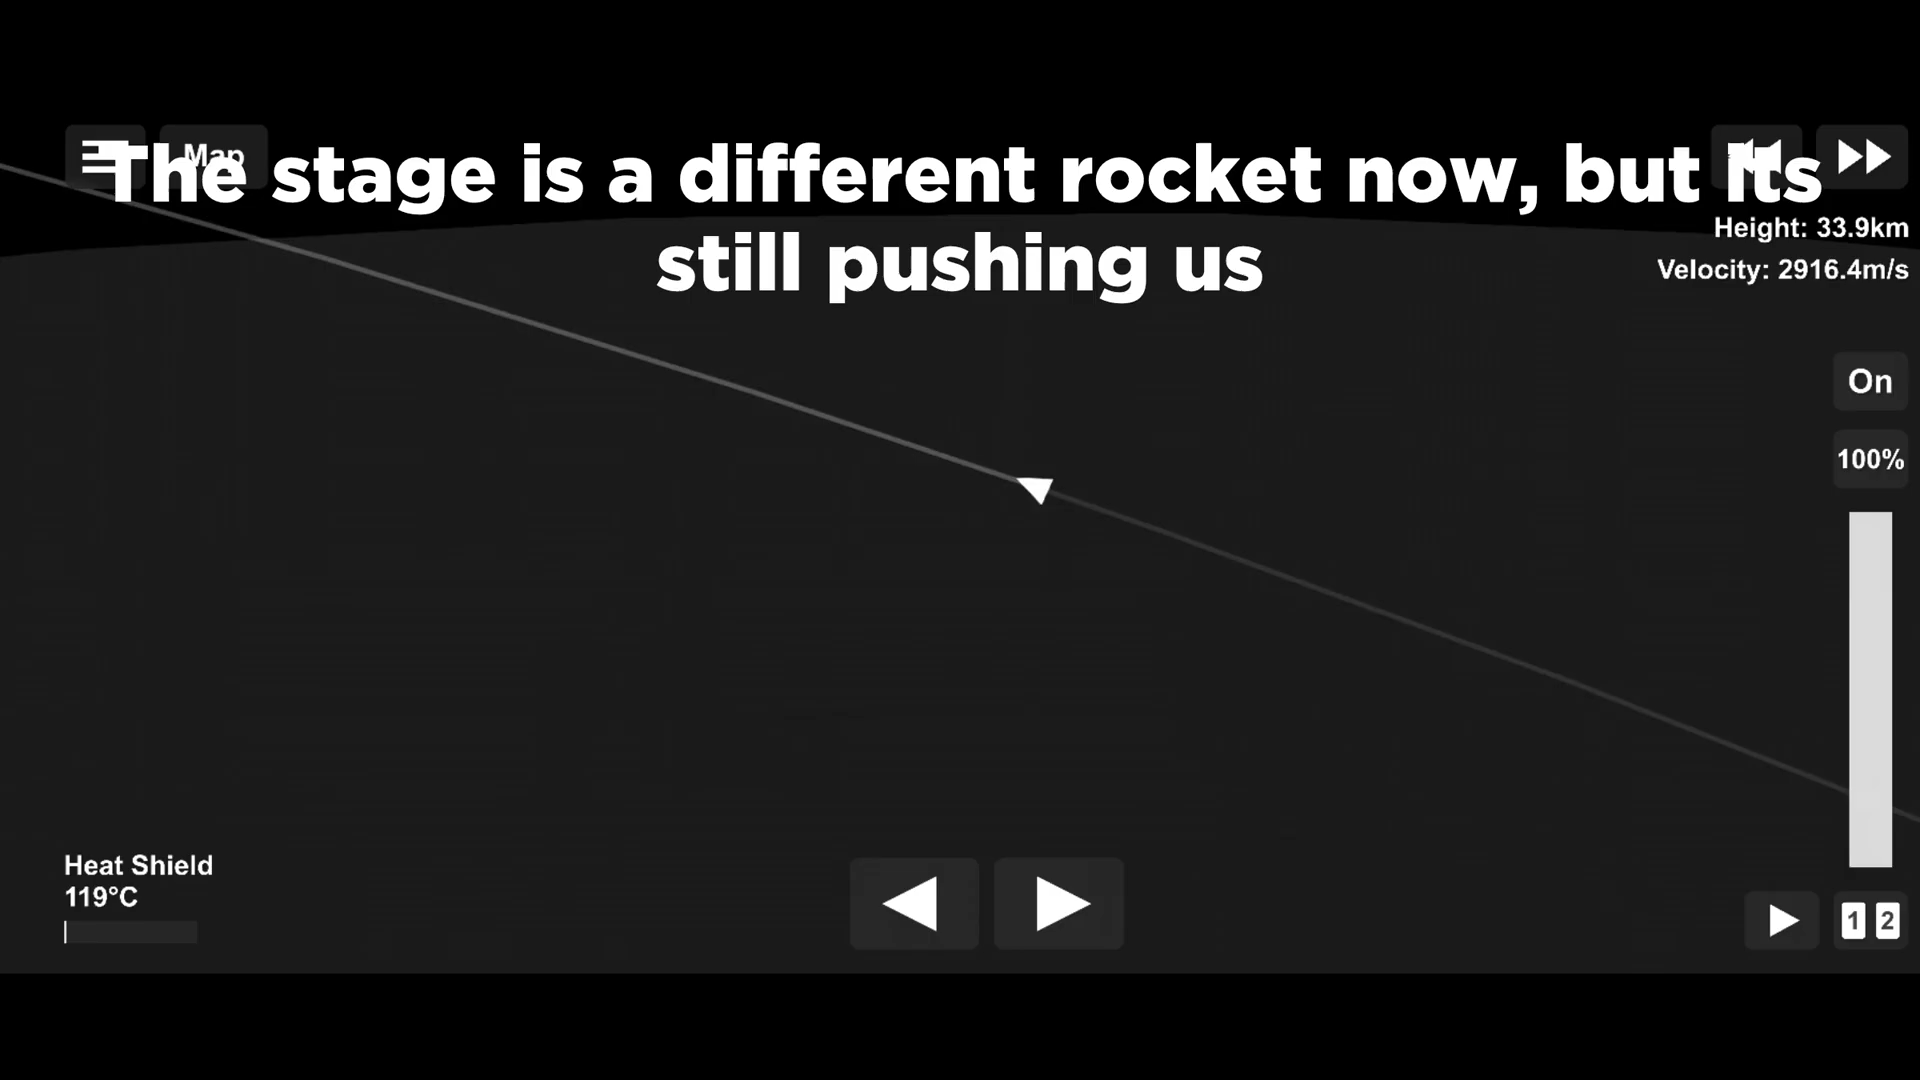 Map
The stage is a different rocket now, but its
still pushing us
Height: 33.9km
Velocity: 2916.4m/s
On
100%
Heat Shield
119°C
1 2